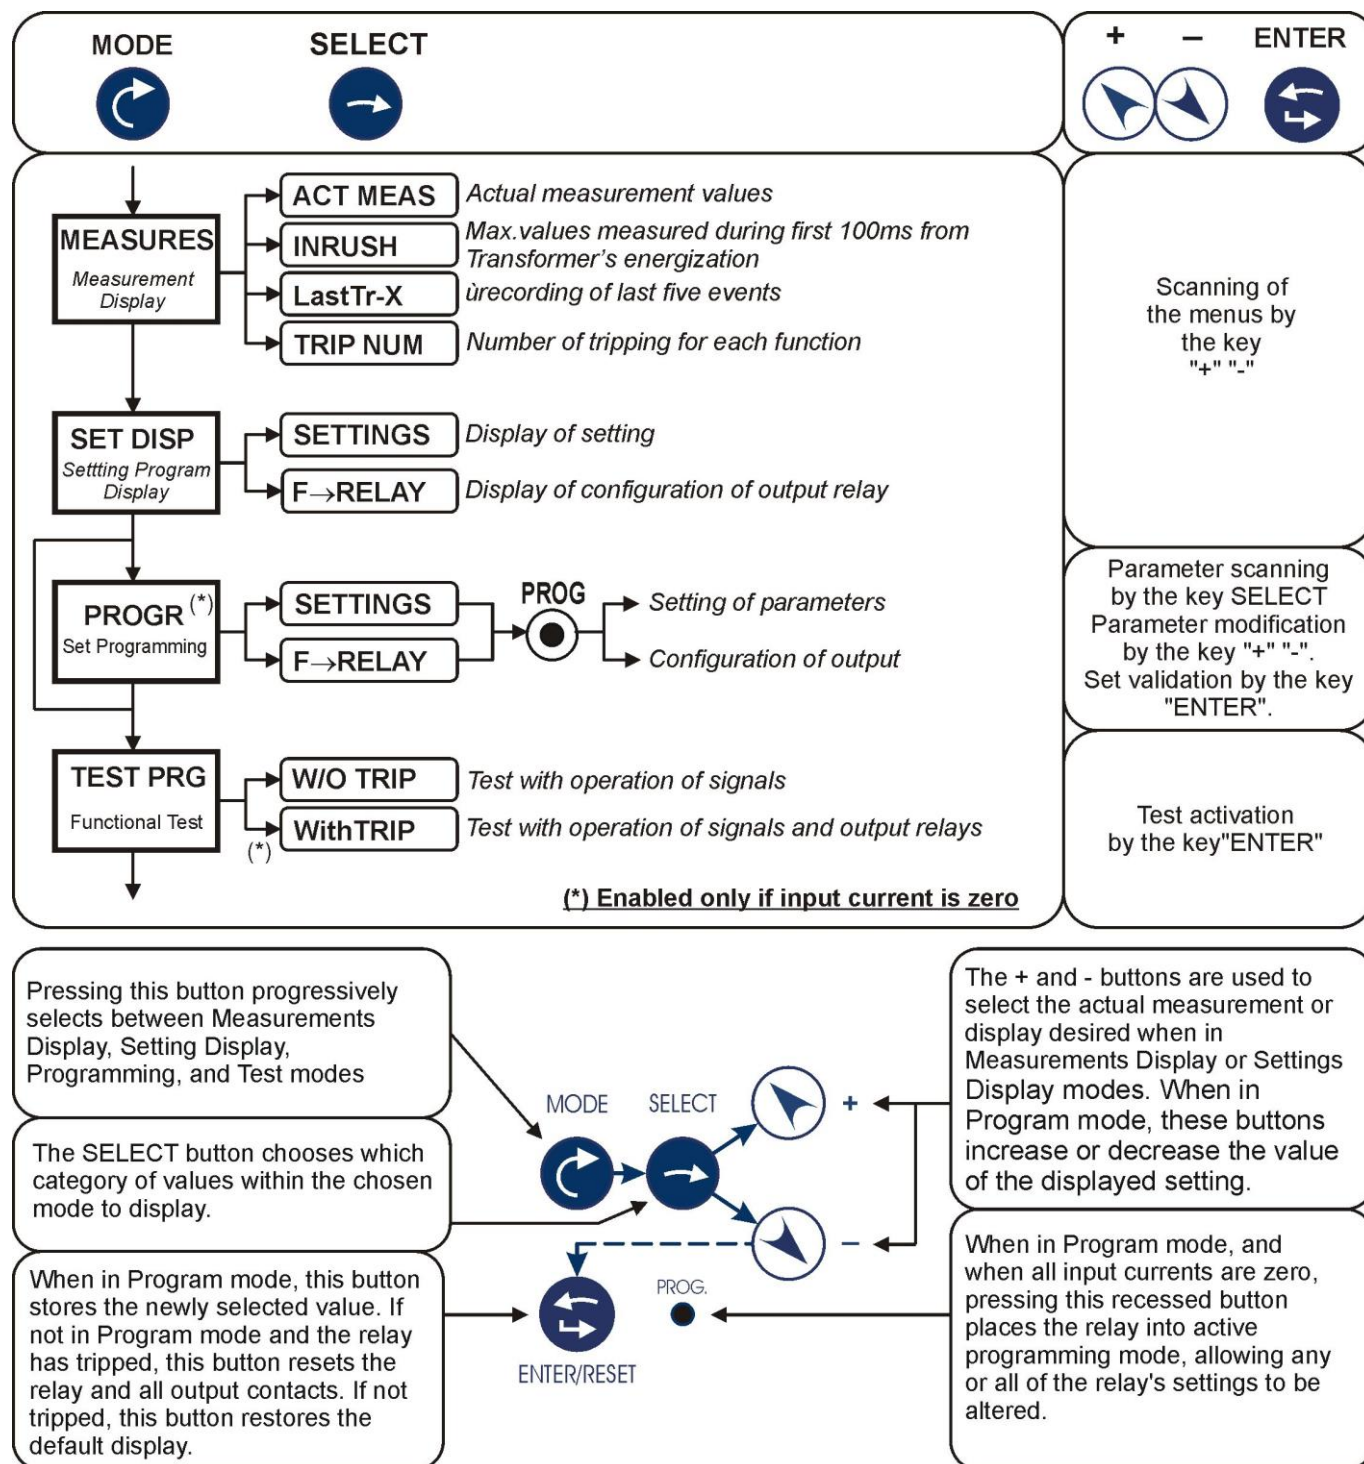 MODE
SELECT
+ – ENTER
MEASURES
Measurement
Display
ACT MEAS
Actual measurement values
INRUSH
Max.values measured during first 100ms from
Transformer's energization
LastTr-X
ùrecording of last five events
TRIP NUM
Number of tripping for each function
Scanning of
the menus by
the key
"+" "-"
SET DISP
Settting Program
Display
SETTINGS
Display of setting
F→RELAY
Display of configuration of output relay
PROGR (*)
Set Programming
SETTINGS
F→RELAY
PROG
Setting of parameters
Configuration of output
Parameter scanning
by the key SELECT
Parameter modification
by the key "+" "-".
Set validation by the key
"ENTER".
TEST PRG
Functional Test
W/O TRIP
Test with operation of signals
(*)
WithTRIP
Test with operation of signals and output relays
Test activation
by the key"ENTER"
(*) Enabled only if input current is zero
Pressing this button progressively
selects between Measurements
Display, Setting Display,
Programming, and Test modes
The SELECT button chooses which
category of values within the chosen
mode to display.
When in Program mode, this button
stores the newly selected value. If
not in Program mode and the relay
has tripped, this button resets the
relay and all output contacts. If not
tripped, this button restores the
default display.
MODE
SELECT
+
–
PROG.
ENTER/RESET
The + and - buttons are used to
select the actual measurement or
display desired when in
Measurements Display or Settings
Display modes. When in
Program mode, these buttons
increase or decrease the value
of the displayed setting.
When in Program mode, and
when all input currents are zero,
pressing this recessed button
places the relay into active
programming mode, allowing any
or all of the relay's settings to be
altered.